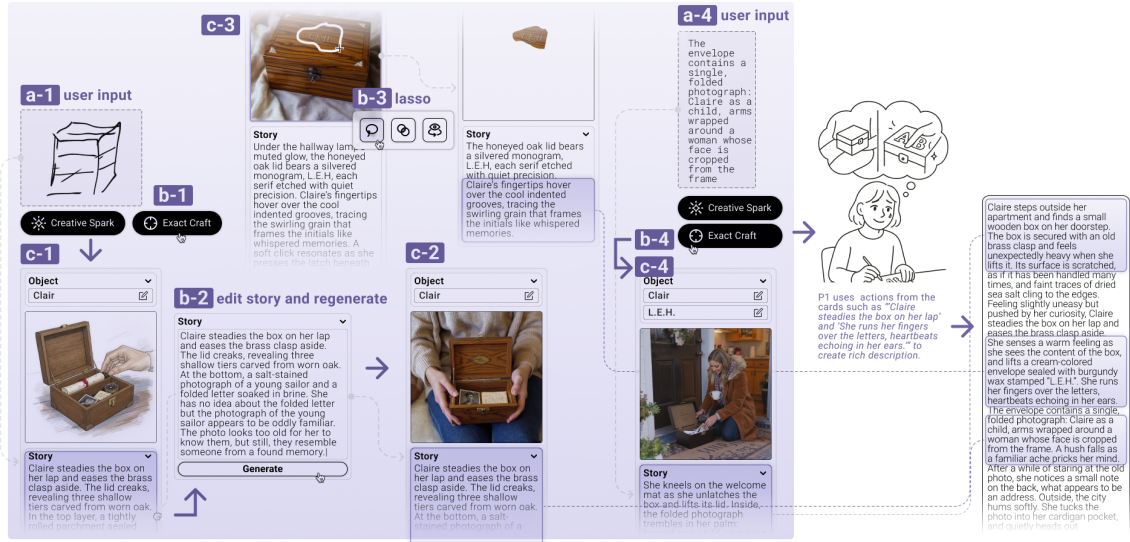 a-1 user input
Creative Spark
b-1
Exact Craft
c-1
Object
Clair
Story
Claire steadies the box on
her lap and eases the brass
clasp aside. The lid creaks,
revealing three shallow
tiers carved from worn oak.
In the top layer, a tightly
rolled parchment sealed
b-2 edit story and regenerate
Story
Claire steadies the box on her lap
and eases the brass clasp aside.
The lid creaks, revealing three
shallow tiers carved from worn oak.
At the bottom, a salt-stained
photograph of a young sailor and a
folded letter soaked in brine. She
has no idea about the folded letter
but the photograph of the young
sailor appears to be oddly familiar.
The photo looks too old for her to
know them, but still, they resemble
someone from a found memory.|
Generate
c-3
Story
Under the hallway lamp's
muted glow, the honeyed
oak lid bears a silvered
monogram, L.E.H, each
serif etched with quiet
precision. Claire's fingertips
hover over the cool
indented grooves, tracing
the swirling grain that
frames the initials like
whispered memories. A
soft click resonates as she
presses the latch beneath
b-3 lasso
Story
The honeyed oak lid bears
a silvered monogram,
L.E.H, each serif etched
with quiet precision.
Claire's fingertips hover
over the cool indented
grooves, tracing the
swirling grain that frames
the initials like whispered
memories.
c-2
Object
Clair
Story
Claire steadies the box on
her lap and eases the brass
clasp aside. The lid creaks,
revealing three shallow
tiers carved from worn oak.
At the bottom, a salt-
stained photograph of a
a-4 user input
The
envelope
contains a
single,
folded
photograph:
Claire as a
child, arms
wrapped
around a
woman whose
face is
cropped
from the
frame
Creative Spark
b-4
Exact Craft
c-4
Object
Clair
L.E.H.
Story
She kneels on the welcome
mat as she unlatches the
box and lifts its lid. Inside,
the folded photograph
trembles in her palm:
A B
P1 uses actions from the
cards such as "'Claire
steadies the box on her lap'
and 'She runs her fingers
over the letters, heartbeats
echoing in her ears.'" to
create rich description.
Claire steps outside her
apartment and finds a small
wooden box on her doorstep.
The box is secured with an old
brass clasp and feels
unexpectedly heavy when she
lifts it. Its surface is scratched,
as if it has been handled many
times, and faint traces of dried
sea salt cling to the edges.
Feeling slightly uneasy but
pushed by her curiosity, Claire
steadies the box on her lap and
eases the brass clasp aside.
She senses a warm feeling as
she sees the content of the box,
and lifts a cream-colored
envelope sealed with burgundy
wax stamped "L.E.H.". She runs
her fingers over the letters,
heartbeats echoing in her ears.
The envelope contains a single,
folded photograph: Claire as a
child, arms wrapped around a
woman whose face is cropped
from the frame. A hush falls as
a familiar ache pricks her mind.
After a while of staring at the old
photo, she notices a small note
on the back, what appears to be
an address. Outside, the city
hums softly. She tucks the
photo into her cardigan pocket,
and quietly heads out.